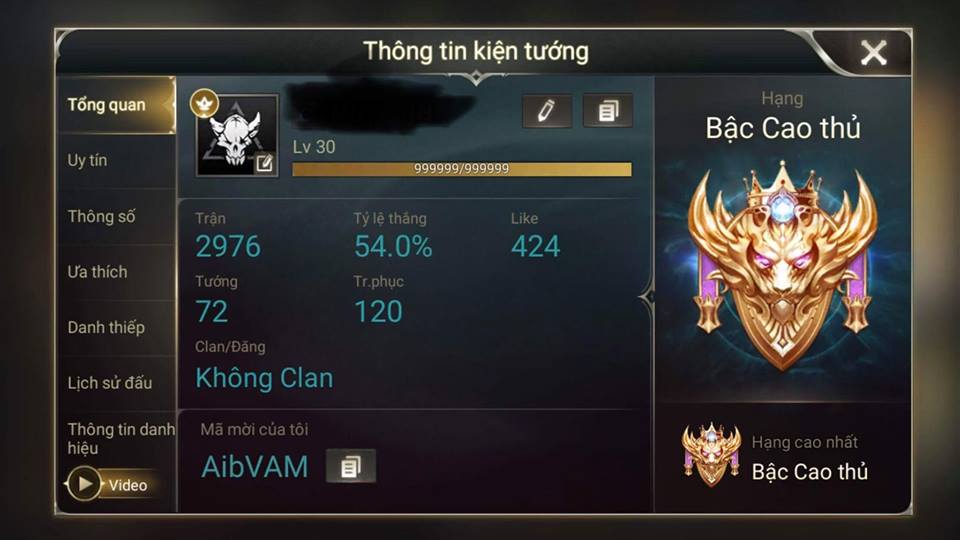 Thông tin kiện tướng
Tổng quan
Uy tín
Thông số
Ưa thích
Danh thiếp
Lịch sử đấu
Thông tin danh
hiệu
Video
Lv 30
999999/999999
Trận
Tỷ lệ thắng
Like
2976
54.0%
424
Tướng
Tr.phục
72
120
Clan/Đăng
Không Clan
Mã mời của tôi
AibVAM
Hạng
Bậc Cao thủ
Hạng cao nhất
Bậc Cao thủ